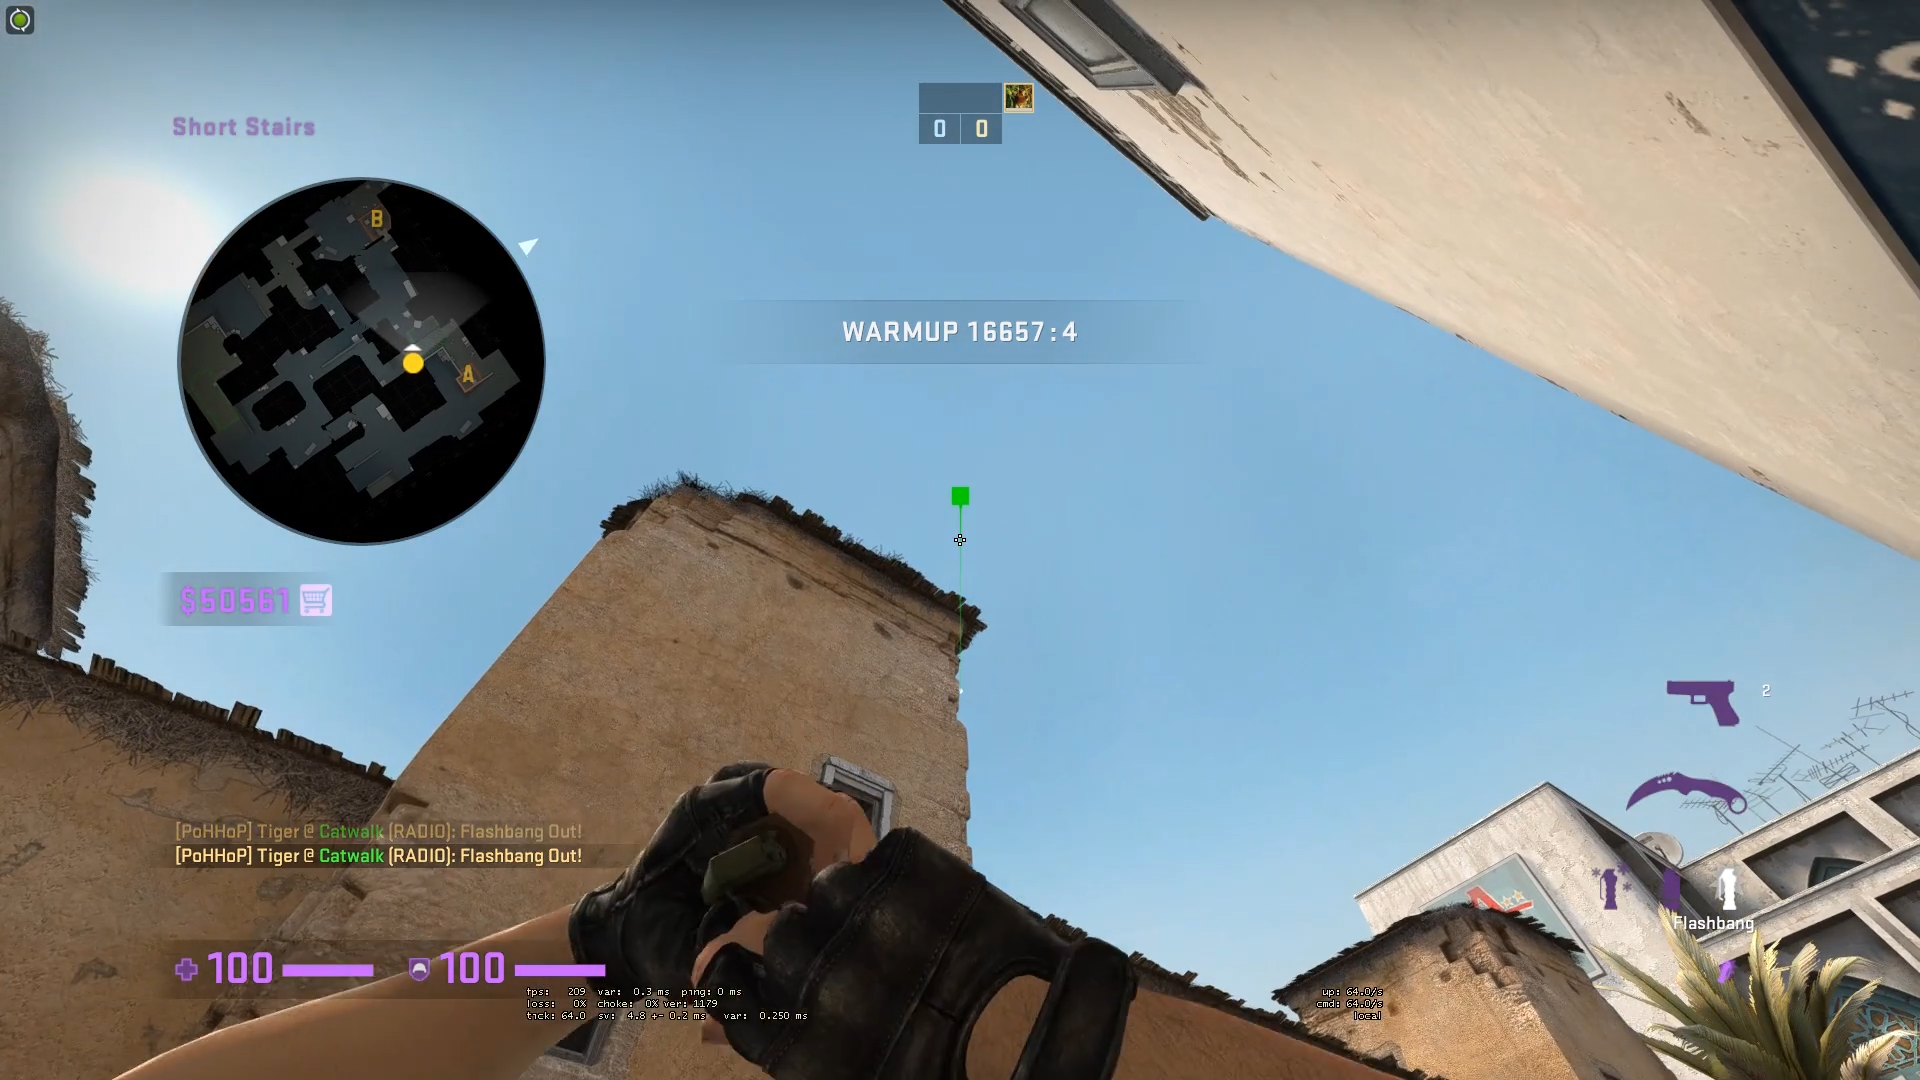 Short Stairs
0 0
B
WARMUP 16657:4
A
$50561
2
[PoHHoP] Tiger @ Catwalk (RADIO): Flashbang Out!
[PoHHoP] Tiger @ Catwalk (RADIO): Flashbang Out!
Flashbang
100 100
fps: 209 var: 0.3 ms ping: 0 ms
loss: 0% choke: 0% ver: 1179
tick: 64.0 sv: 4.8 +- 0.2 ms var: 0.250 ms
up: 64.0/s
cmd: 64.0/s
local